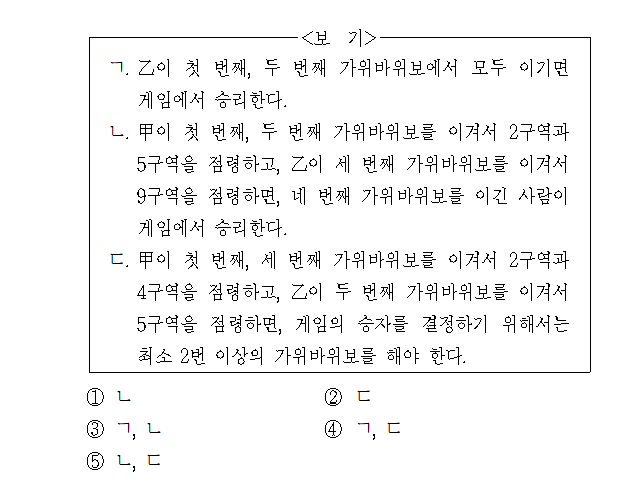 <보 기>
ㄱ. 乙이 첫 번째, 두 번째 가위바위보에서 모두 이기면
게임에서 승리한다.
ㄴ. 甲이 첫 번째, 두 번째 가위바위보를 이겨서 2구역과
5구역을 점령하고, 乙이 세 번째 가위바위보를 이겨서
9구역을 점령하면, 네 번째 가위바위보를 이긴 사람이
게임에서 승리한다.
ㄷ. 甲이 첫 번째, 세 번째 가위바위보를 이겨서 2구역과
4구역을 점령하고, 乙이 두 번째 가위바위보를 이겨서
5구역을 점령하면, 게임의 승자를 결정하기 위해서는
최소 2번 이상의 가위바위보를 해야 한다.
① ㄴ ② ㄷ
③ ㄱ, ㄴ ④ ㄱ, ㄷ
⑤ ㄴ, ㄷ